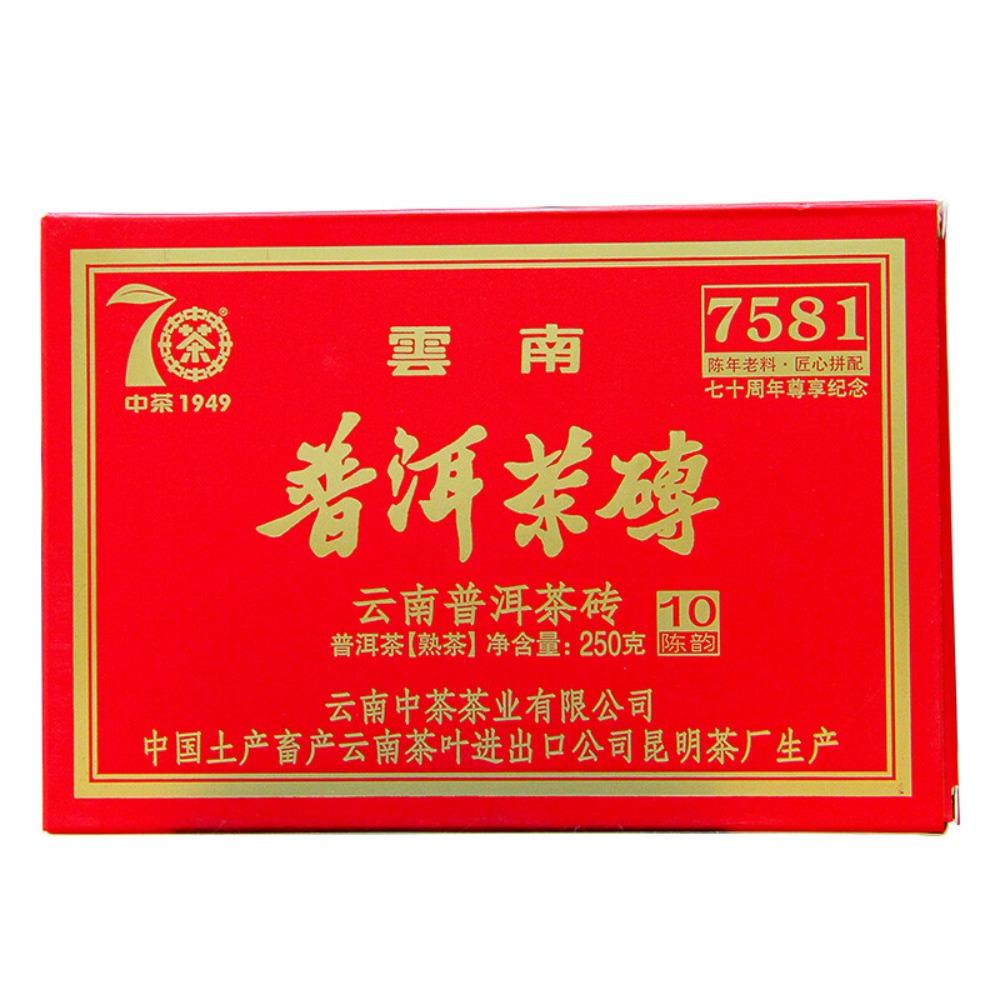 70
中茶
中茶 1949
®
雲 南
7581
陈年老料·匠心拼配
七十周年尊享纪念
普洱茶磚
云南普洱茶砖
普洱茶【熟茶】 净含量：250克
10
陈韵
云南中茶茶业有限公司
中国土产畜产云南茶叶进出口公司昆明茶厂生产